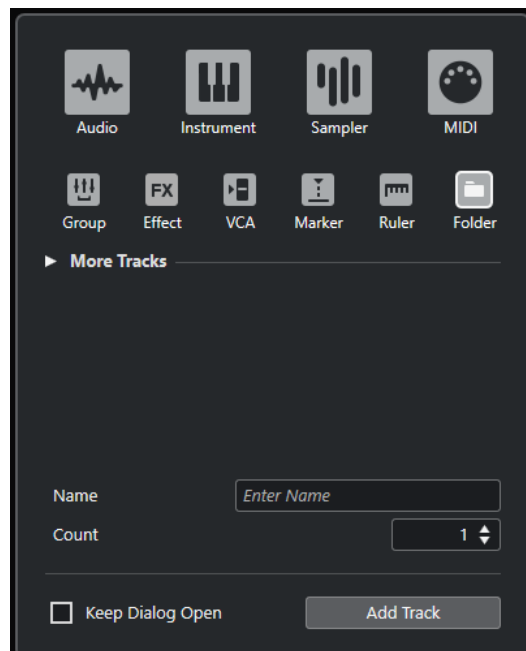 Audio Instrument Sampler MIDI
FX
Group Effect VCA Marker Ruler Folder
More Tracks
Name Enter Name
Count 1
Keep Dialog Open Add Track